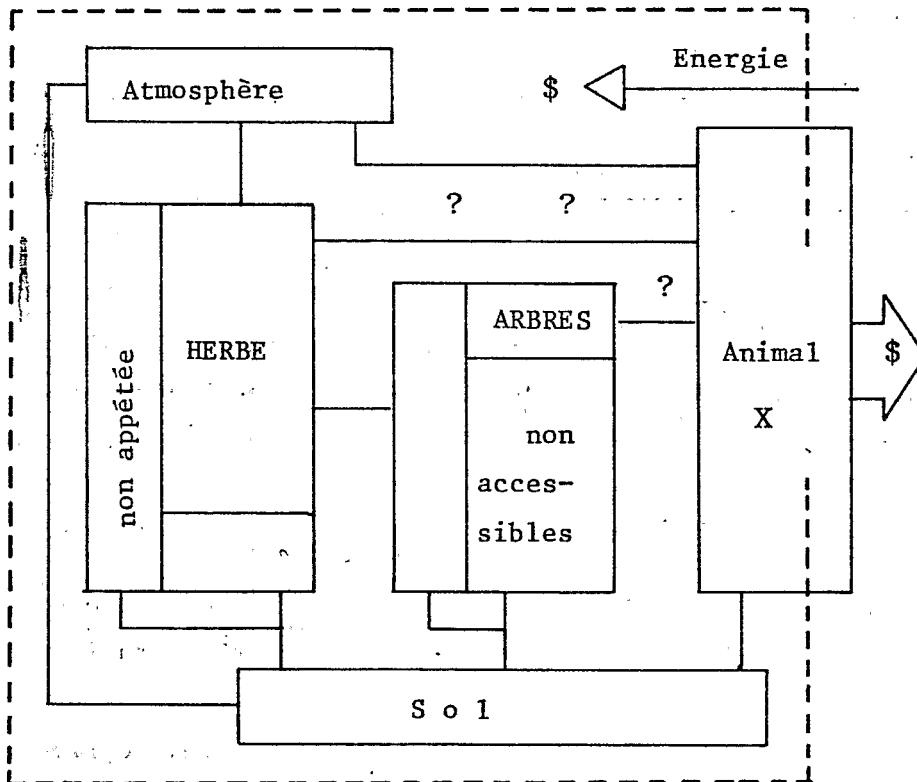 Energie
Atmosphère
$
? ?
?
ARBRES
HERBE
non appétée
Animal
X
$
non
acces-
sibles
?
S o l